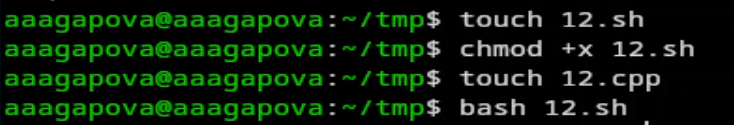 aaagapova@aaagapova:~/tmp$ touch 12.sh
aaagapova@aaagapova:~/tmp$ chmod +x 12.sh
aaagapova@aaagapova:~/tmp$ touch 12.cpp
aaagapova@aaagapova:~/tmp$ bash 12.sh